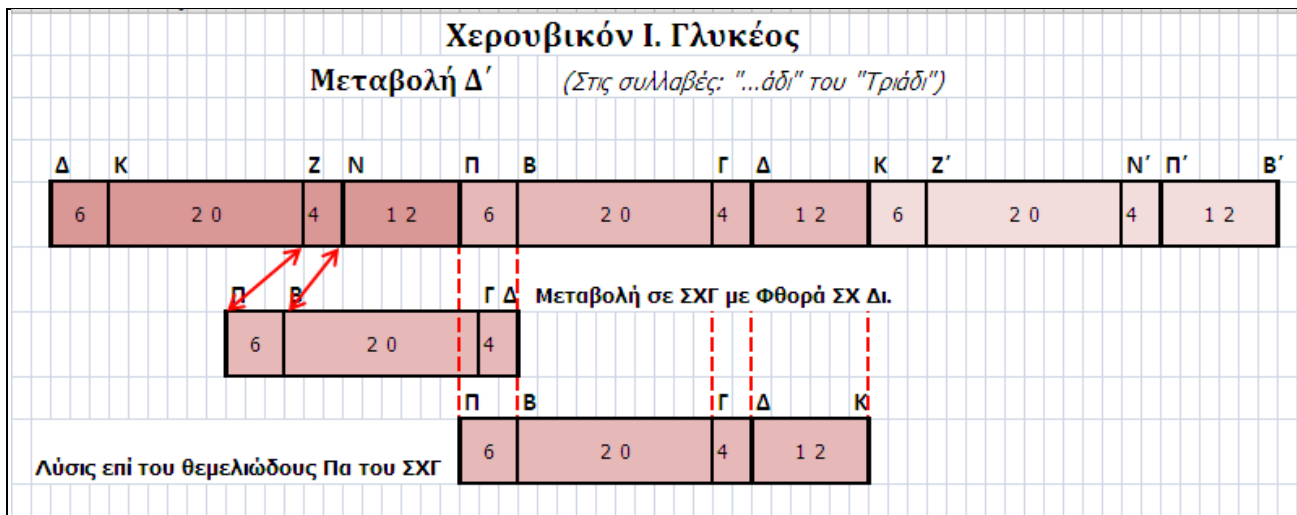 Χερουβικόν Ι. Γλυκέος
Μεταβολή Δ΄ (Στις συλλαβές: "...άδι" του "Τριάδι")
Δ Κ Ζ Ν Π Β Γ Δ Κ Ζ΄ Ν΄ Π΄ Β΄
6 20 4 12 6 20 4 12 6 20 4 12
Π Β Γ Δ Μεταβολή σε ΣΧΓ με Φθορά ΣΧ Δι.
6 20 4
Π Β Γ Δ Κ
6 20 4 12
Λύσις επί του θεμελιώδους Πα του ΣΧΓ